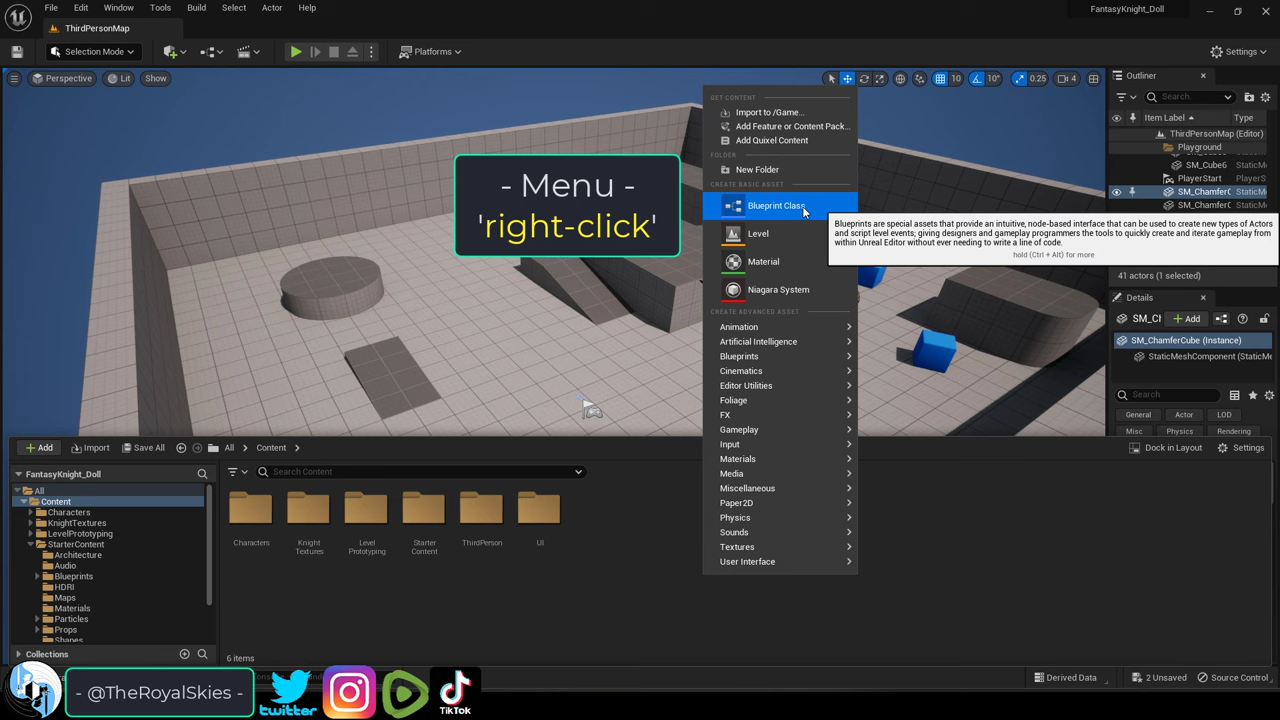 File Edit Window Tools Build Select Actor Help
FantasyKnight_Doll
ThirdPersonMap
Selection Mode
Platforms
Settings
Perspective
Lit
Show
10
10°
0.25
4
Outliner
Search.
Item Label
Type
ThirdPersonMap (Editor)
Playground
SM_Cube6 StaticM
PlayerStart PlayerS
SM_ChamferC StaticMe
SM_ChamferC StaticMe
41 actors (1 selected)
Details
SM_Cl
Add
SM_ChamferCube (Instance)
StaticMeshComponent (StaticMe
Search
General Actor LOD
Misc Physics Rendering
- Menu -
'right-click'
GET CONTENT
Import to /Game...
Add Feature or Content Pack...
Add Quixel Content
FOLDER
New Folder
CREATE BASIC ASSET
Blueprint Class
Level
Material
Niagara System
CREATE ADVANCED ASSET
Animation
Artificial Intelligence
Blueprints
Cinematics
Editor Utilities
Foliage
FX
Gameplay
Input
Materials
Media
Miscellaneous
Paper2D
Physics
Sounds
Textures
User Interface
Blueprints are special assets that provide an intuitive, node-based interface that can be used to create new types of Actors
and script level events; giving designers and gameplay programmers the tools to quickly create and iterate gameplay from
within Unreal Editor without ever needing to write a line of code.
hold (Ctrl + Alt) for more
Add
Import
Save All
All
Content
Dock in Layout
Settings
FantasyKnight_Doll
Search Content
All
Content
Characters
KnightTextures
LevelPrototyping
StarterContent
Architecture
Audio
Blueprints
HDRI
Maps
Materials
Particles
Props
Shapes
Collections
Characters
Knight
Textures
Level
Prototyping
Starter
Content
ThirdPerson
UI
6 items
- @TheRoyalSkies -
twitter
TikTok
Derived Data
2 Unsaved
Source Control